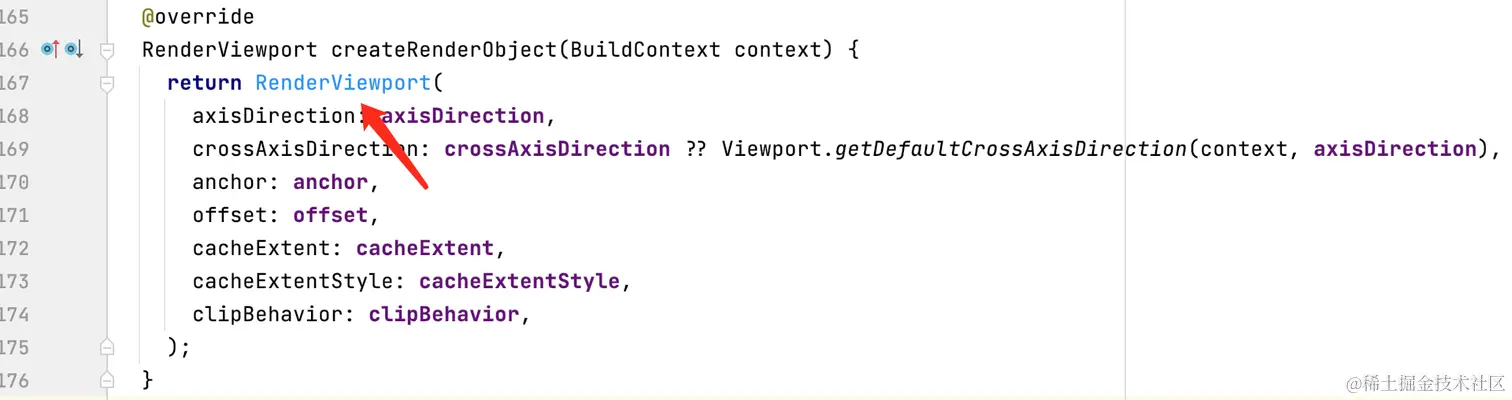 165 @override
166 RenderViewport createRenderObject(BuildContext context) {
167 return RenderViewport(
168 axisDirection: axisDirection,
169 crossAxisDirection: crossAxisDirection ?? Viewport.getDefaultCrossAxisDirection(context, axisDirection),
170 anchor: anchor,
171 offset: offset,
172 cacheExtent: cacheExtent,
173 cacheExtentStyle: cacheExtentStyle,
174 clipBehavior: clipBehavior,
175 );
176 }
@稀土掘金技术社区